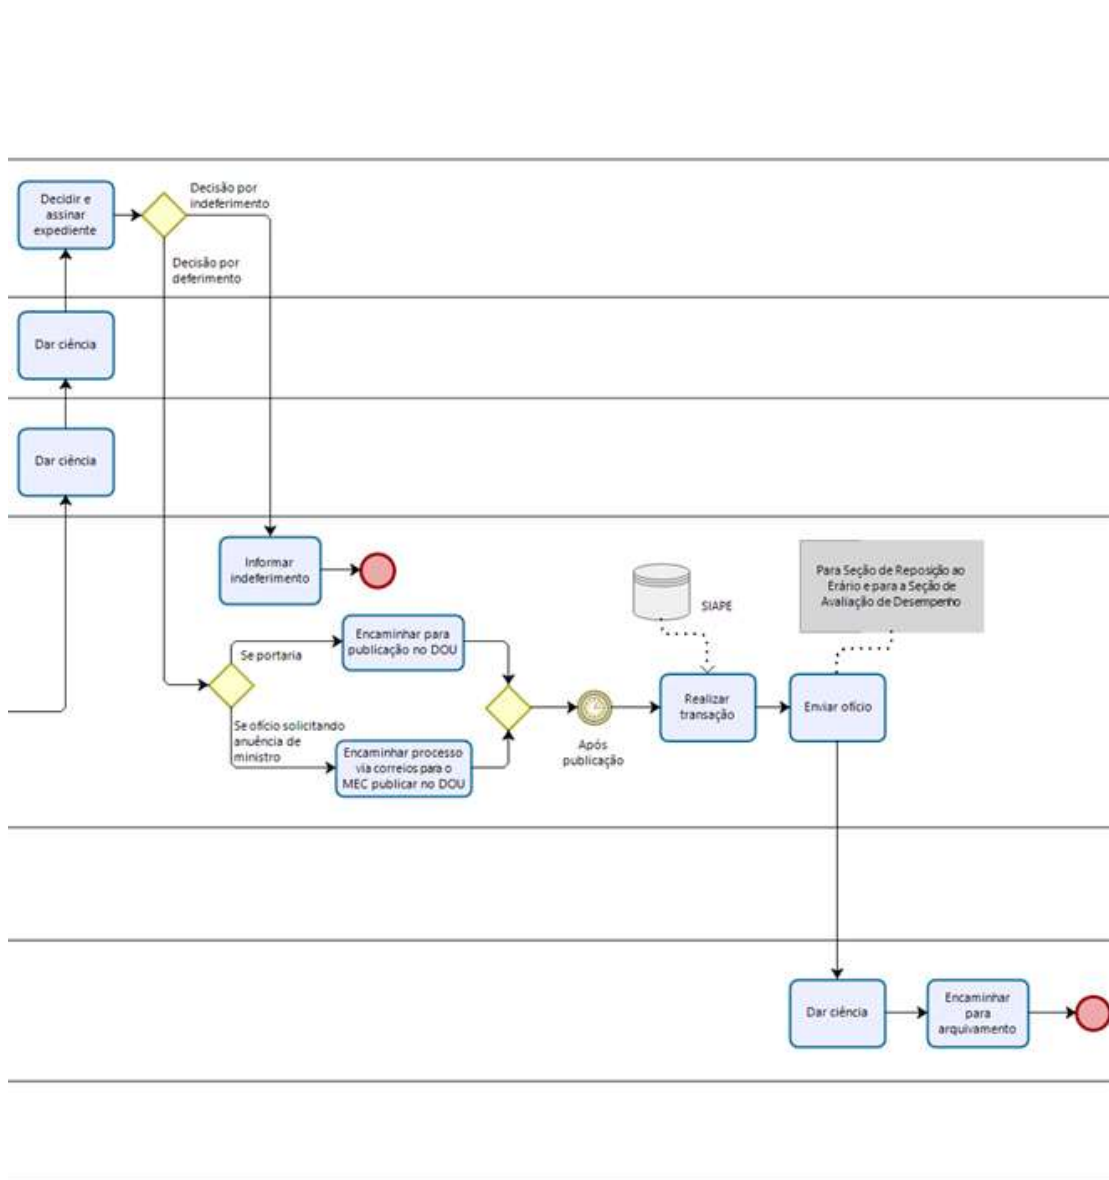 Decidir e
assinar
expediente
Decisão por
indeferimento
Decisão por
deferimento
Dar ciência
Dar ciência
Informar
indeferimento
Se portaria
Encaminhar para
publicação no DOU
Se ofício solicitando
anuência de
ministro
Encaminhar processo
via correios para o
MEC publicar no DOU
Após
publicação
SIAPE
Realizar
transação
Para Seção de Reposição ao
Erário e para a Seção de
Avaliação de Desempenho
Enviar ofício
Dar ciência
Encaminhar
para
arquivamento